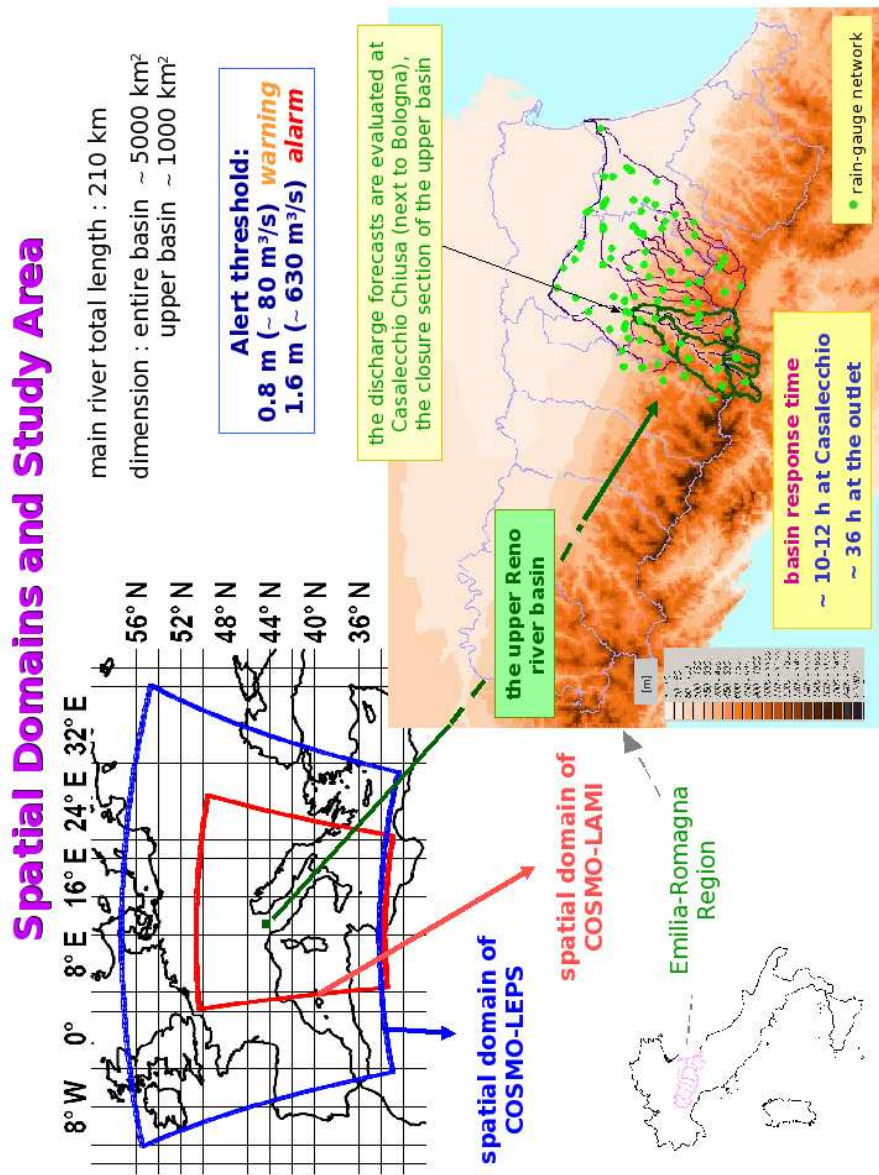 Spatial Domains and Study Area
main river total length : 210 km
dimension : entire basin ~ 5000 km²
upper basin ~ 1000 km²
Alert threshold:
0.8 m (~ 80 m³/s) warning
1.6 m (~ 630 m³/s) alarm
8° W 0° 8° E 16° E 24° E 32° E
56° N
52° N
48° N
44° N
40° N
36° N
the discharge forecasts are evaluated at
Casalecchio Chiusa (next to Bologna),
the closure section of the upper basin
spatial domain of
COSMO-LEPS
spatial domain of
COSMO-LAMI
the upper Reno
river basin
Emilia-Romagna
Region
[m]
basin response time
~ 10-12 h at Casalecchio
~ 36 h at the outlet
rain-gauge network